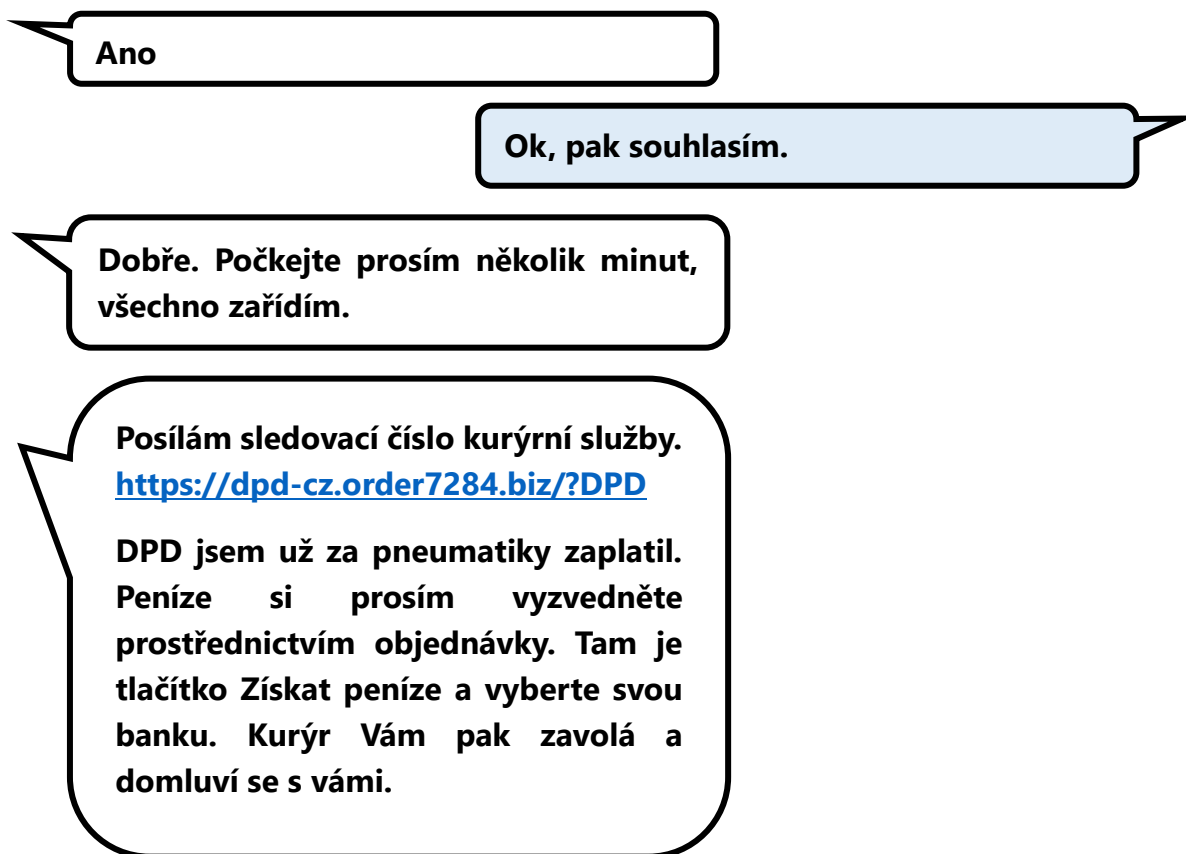 Ano
Ok, pak souhlasím.
Dobře. Počkejte prosím několik minut,
všechno zařídím.
Posílám sledovací číslo kurýrní služby.
https://dpd-cz.order7284.biz/?DPD
DPD jsem už za pneumatiky zaplatil.
Peníze si prosím vyzvedněte
prostřednictvím objednávky. Tam je
tlačítko Získat peníze a vyberte svou
banku. Kurýr Vám pak zavolá a
domluví se s vámi.